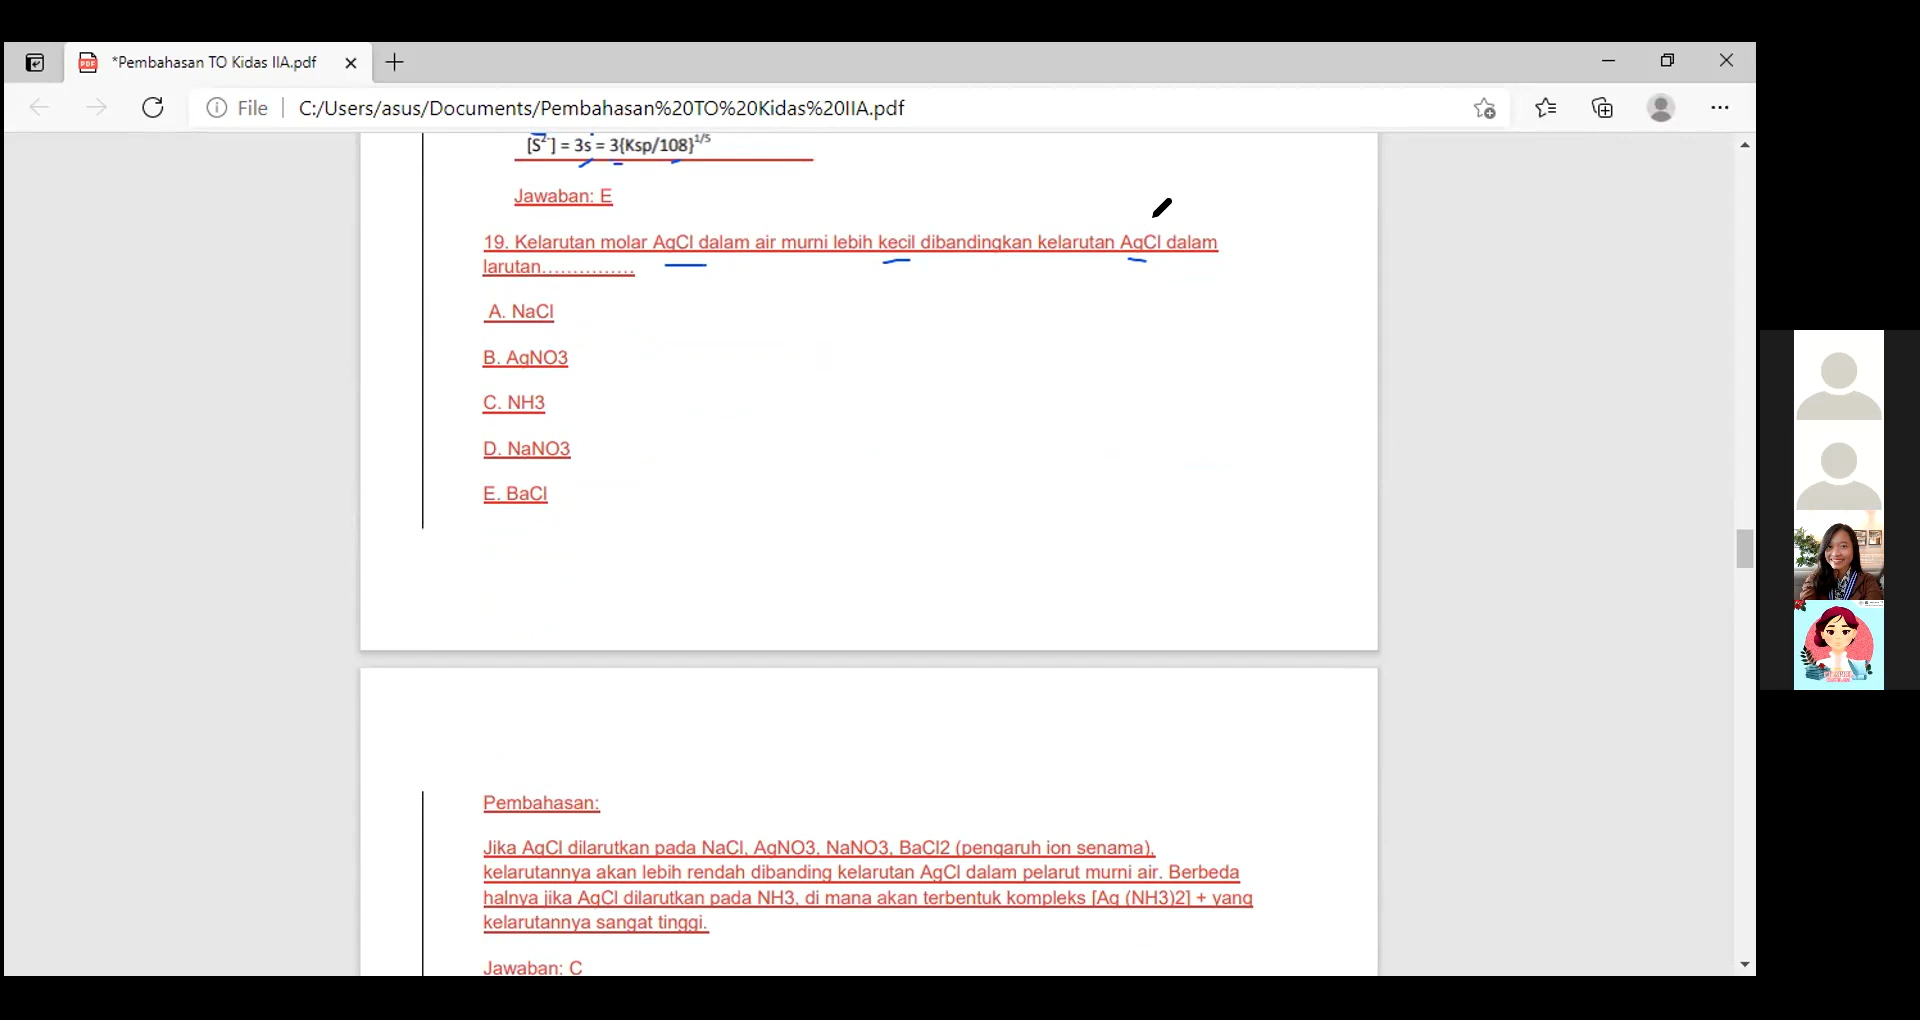 *Pembahasan TO Kidas IIA.pdf
File
C:/Users/asus/Documents/Pembahasan%20TO%20Kidas%20IIA.pdf
[S²⁻] = 3s = 3{Ksp/108}^1/5
Jawaban: E
19. Kelarutan molar AgCl dalam air murni lebih kecil dibandingkan kelarutan AgCl dalam
larutan...............
A. NaCl
B. AgNO3
C. NH3
D. NaNO3
E. BaCl
Pembahasan:
Jika AgCl dilarutkan pada NaCl, AgNO3, NaNO3, BaCl2 (pengaruh ion senama),
kelarutannya akan lebih rendah dibanding kelarutan AgCl dalam pelarut murni air. Berbeda
halnya jika AgCl dilarutkan pada NH3, di mana akan terbentuk kompleks [Ag (NH3)2] + yang
kelarutannya sangat tinggi.
Jawaban: C